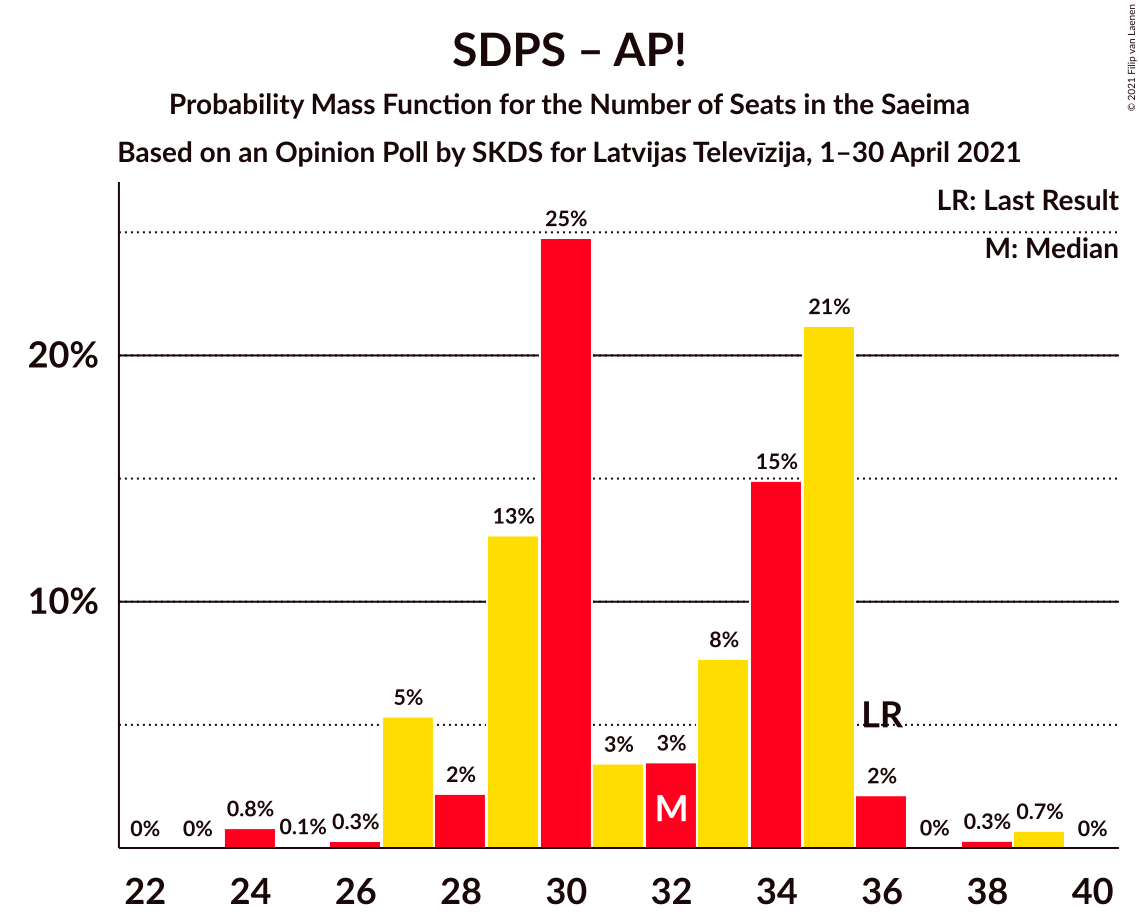 SDPS – AP!
Probability Mass Function for the Number of Seats in the Saeima
Based on an Opinion Poll by SKDS for Latvijas Televīzija, 1–30 April 2021
© 2021 Filip van Laenen
LR: Last Result
M: Median
20%
10%
0% 0% 0.8% 0.1% 0.3% 5% 2% 13% 25% 3% 3% 8% 15% 21% 2% 0% 0.3% 0.7% 0%
LR
M
22 24 26 28 30 32 34 36 38 40